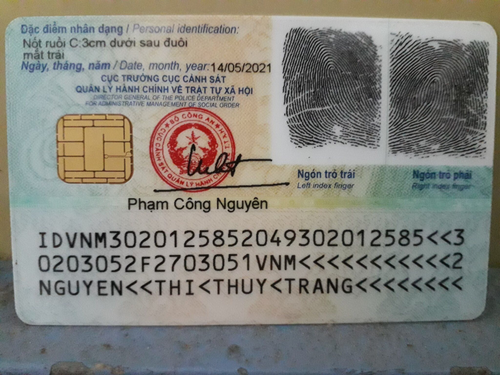 Đặc điểm nhân dạng / Personal identification:
Nốt ruồi C:3cm dưới sau đuôi
mắt trái
Ngày, tháng, năm / Date, month, year: 14/05/2021
CỤC TRƯỞNG CỤC CẢNH SÁT
QUẢN LÝ HÀNH CHÍNH VỀ TRẬT TỰ XÃ HỘI
DIRECTOR GENERAL OF THE POLICE DEPARTMENT
FOR ADMINISTRATIVE MANAGEMENT OF SOCIAL ORDER
Ngón trỏ trái
Left index finger
Ngón trỏ phải
Right index finger
Phạm Công Nguyên
IDVNM3020125852049302012585<<3
0203052F2703051VNM<<<<<<<<<<<2
NGUYEN<<THI<THUY<TRANG<<<<<<<<